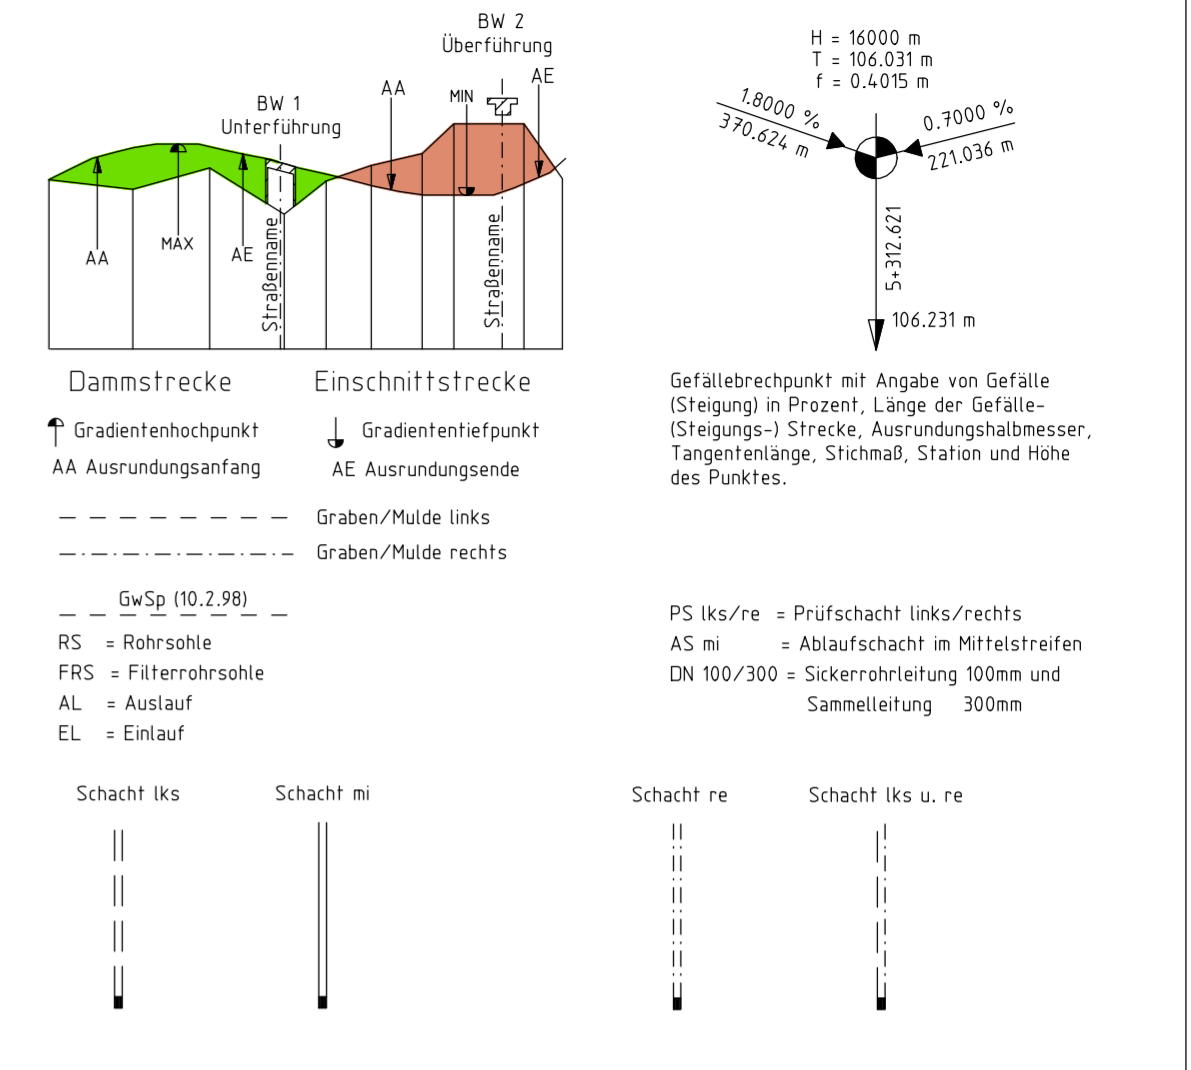 BW 2
Überführung
AE
AA
MIN
BW 1
Unterführung
AA
MAX
AE
Straßenname
Straßenname
H = 16000 m
T = 106.031 m
f = 0.4015 m
1.8000 %
370.624 m
0.7000 %
221.036 m
5+312.621
106.231 m
Dammstrecke
Einschnittstrecke
Gradientenhochpunkt
Gradiententiefpunkt
AA Ausrundungsanfang
AE Ausrundungsende
Graben/Mulde links
Graben/Mulde rechts
Gefällebrechpunkt mit Angabe von Gefälle
(Steigung) in Prozent, Länge der Gefälle-
(Steigungs-) Strecke, Ausrundungshalbmesser,
Tangentenlänge, Stichmaß, Station und Höhe
des Punktes.
GwSp (10.2.98)
RS = Rohrsohle
FRS = Filterrohrsohle
AL = Auslauf
EL = Einlauf
PS lks/re = Prüfschacht links/rechts
AS mi = Ablaufschacht im Mittelstreifen
DN 100/300 = Sickerrohrleitung 100mm und
Sammelleitung 300mm
Schacht lks
Schacht mi
Schacht re
Schacht lks u. re